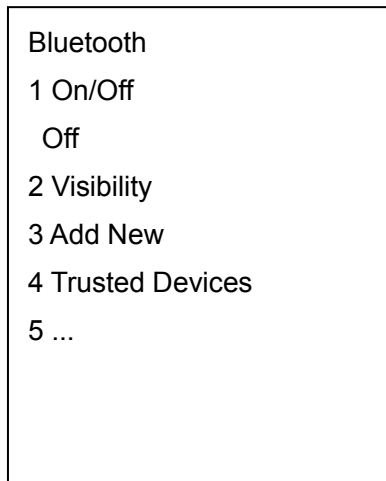 Bluetooth
1 On/Off
Off
2 Visibility
3 Add New
4 Trusted Devices
5 ...